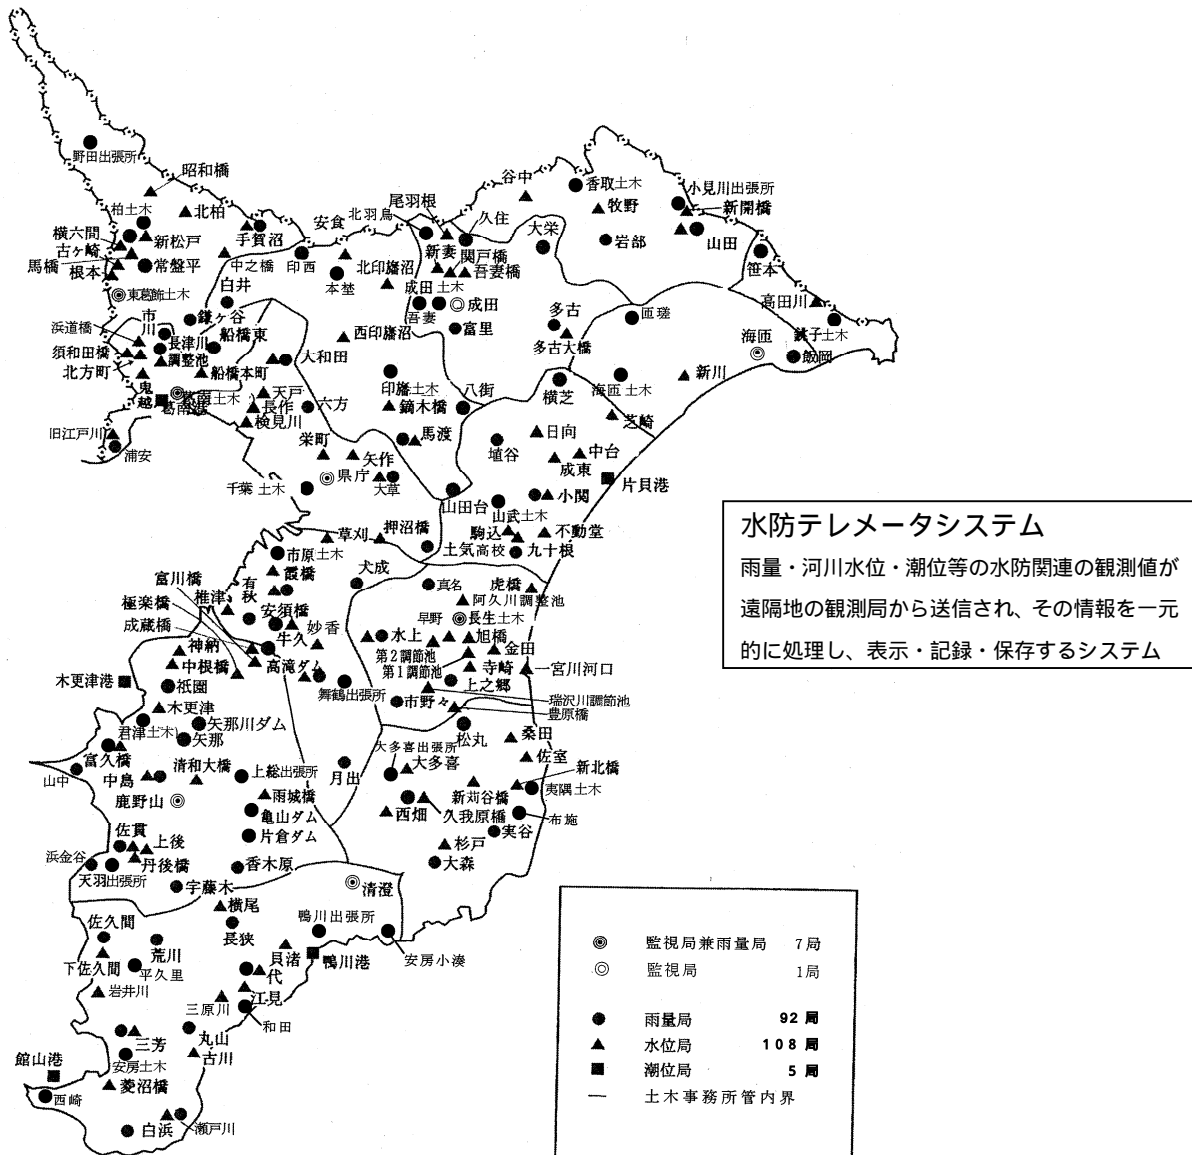 野田出張所
昭和橋
柏土木
北柏
横六間
古ヶ崎
新松戸
馬橋
根本
常盤平
手賀沼
中之橋
東葛飾土木
安食
印西
本埜
北印旛沼
北羽鳥
尾羽根
谷中
久住
新妻
関戸橋
吾妻橋
香取土木
牧野
小見川出張所
新開橋
大栄
岩部
山田
笹本
白井
成田土木
成田
吾妻
富里
高田川
銚子土木
市川
浜道橋
鎌ヶ谷
船橋東
長津川
調整池
須和田橋
北方町
船橋本町
大和田
西印旛沼
多古
多古大橋
匝瑳
海匝
飯岡
鬼越
葛南土木
葛南港
天戸
長作
検見川
六方
印旛土木
鏑木橋
八街
横芝
海匝土木
新川
芝崎
旧江戸川
浦安
栄町
矢作
馬渡
埴谷
日向
中台
成東
千葉土木
県庁
大草
山田台
小関
片貝港
山武土木
草刈
押沼橋
駒込
不動堂
土気高校
九十根
市原土木
富川橋
有秋
霞橋
犬成
真名
虎橋
極楽橋
椎津
阿久川調整池
安須橋
妙香
早野
長生土木
成蔵橋
神納
牛久
水上
旭橋
金田
中根橋
高滝ダム
第2調節池
第1調節池
寺崎
宮川河口
木更津港
祇園
舞鶴出張所
上之郷
瑞沢川調節池
木更津
市野々
豊原橋
君津土木
矢那川ダム
矢那
松丸
桑田
富久橋
大多喜出張所
大多喜
佐室
山中
中島
清和大橋
上総出張所
月出
新北橋
新苅谷橋
夷隅土木
鹿野山
雨城橋
亀山ダム
西畑
久我原橋
布施
佐貫
上後
片倉ダム
実谷
浜金谷
丹後橋
杉戸
天羽出張所
香木原
大森
宇藤木
清澄
横尾
鴨川出張所
佐久間
長狭
荒川
貝渚
鴨川港
安房小湊
下佐久間
平久里
代
岩井川
三原川
江見
和田
三芳
丸山
安房土木
古川
館山港
菱沼橋
西崎
白浜
瀬戸川
水防テレメータシステム
雨量・河川水位・潮位等の水防関連の観測値が
遠隔地の観測局から送信され、その情報を一元
的に処理し、表示・記録・保存するシステム
監視局兼雨量局 7局
監視局 1局
雨量局 92局
水位局 108局
潮位局 5局
土木事務所管内界